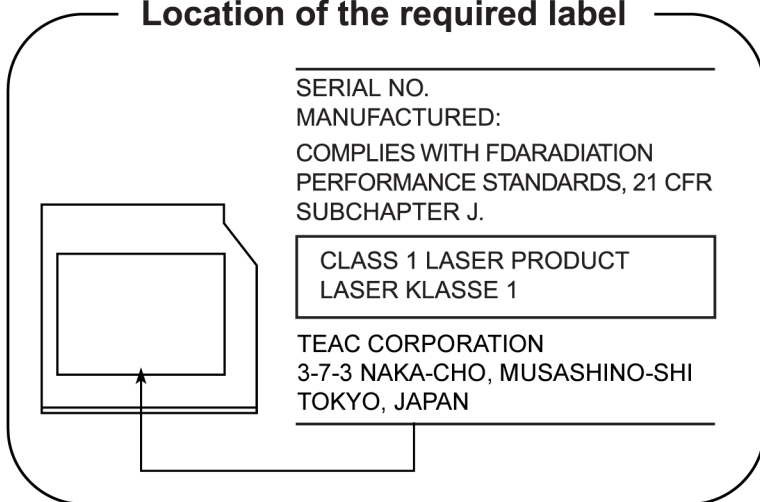 Location of the required label
SERIAL NO.
MANUFACTURED:
COMPLIES WITH FDARADIATION
PERFORMANCE STANDARDS, 21 CFR
SUBCHAPTER J.
CLASS 1 LASER PRODUCT
LASER KLASSE 1
TEAC CORPORATION
3-7-3 NAKA-CHO, MUSASHINO-SHI
TOKYO, JAPAN